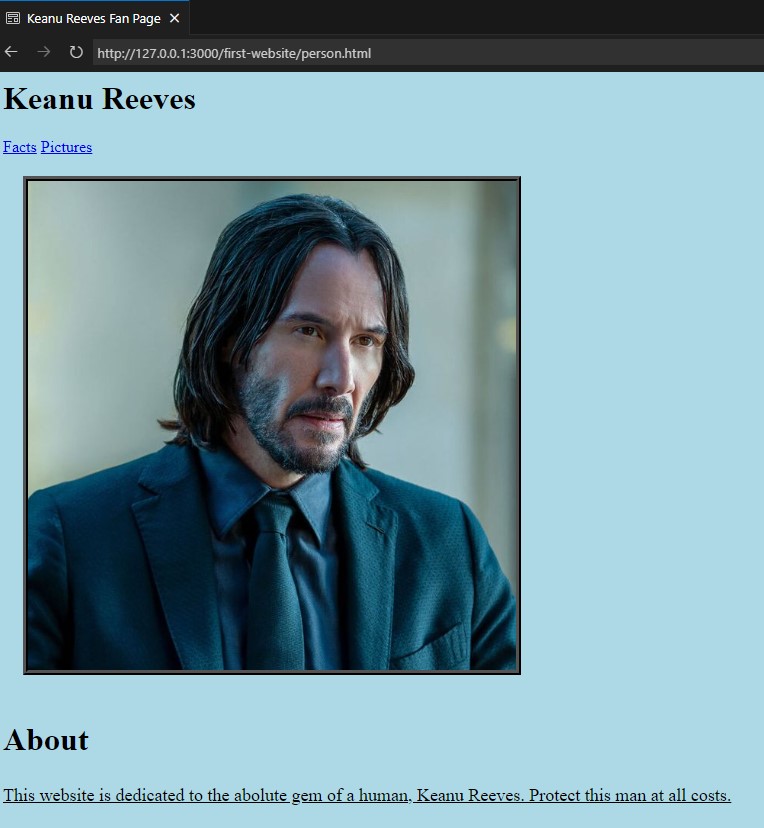 Keanu Reeves Fan Page
http://127.0.0.1:3000/first-website/person.html
Keanu Reeves
Facts Pictures
About
This website is dedicated to the abolute gem of a human, Keanu Reeves. Protect this man at all costs.